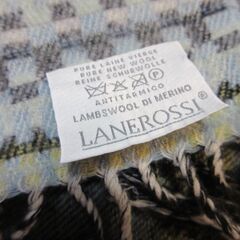 PURE LAINE VIERGE
PURE NEW WOOL
REINE SCHURWOLLE
ANTITARMICO
LAMBSWOOL DI MERINO
LANEROSSI